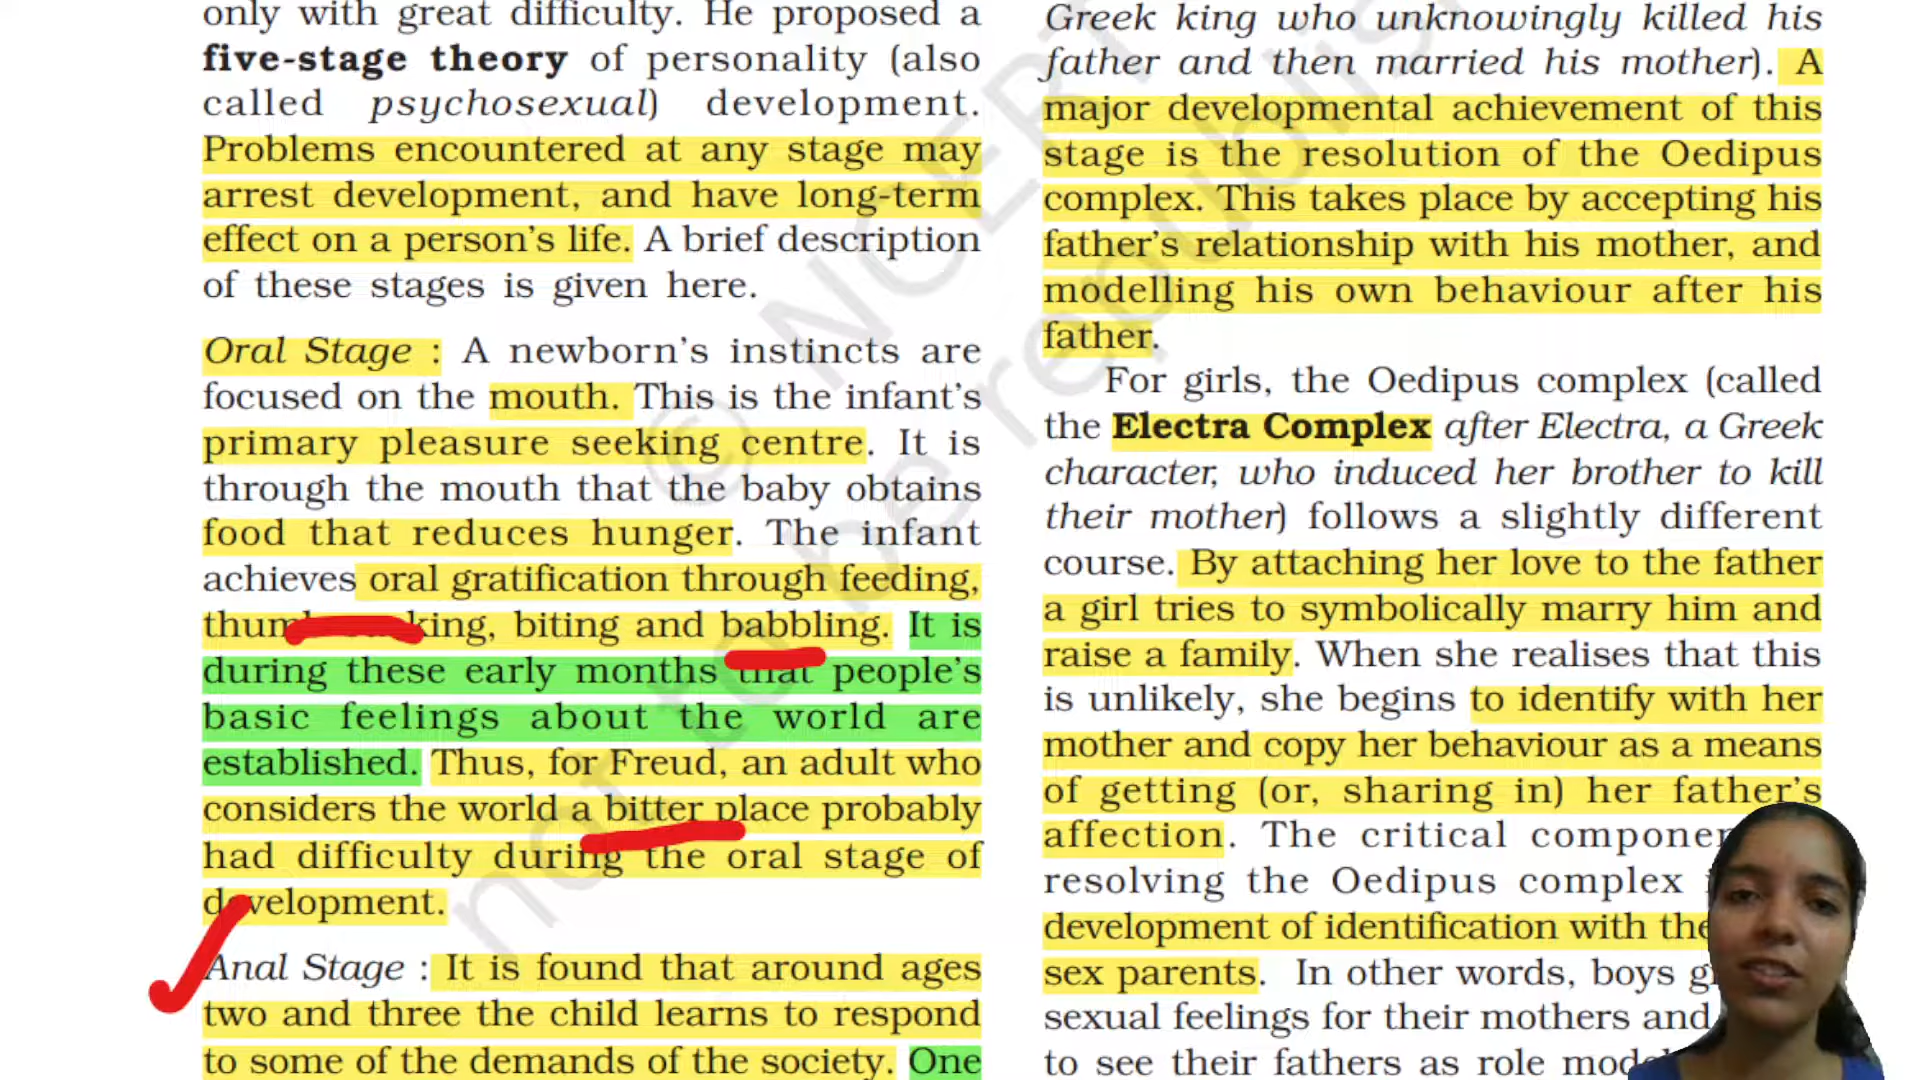 only with great difficulty. He proposed a
five-stage theory of personality (also
called psychosexual) development.
Problems encountered at any stage may
arrest development, and have long-term
effect on a person's life. A brief description
of these stages is given here.
Oral Stage : A newborn's instincts are
focused on the mouth. This is the infant's
primary pleasure seeking centre. It is
through the mouth that the baby obtains
food that reduces hunger. The infant
achieves oral gratification through feeding,
thumb sucking, biting and babbling. It is
during these early months that people's
basic feelings about the world are
established. Thus, for Freud, an adult who
considers the world a bitter place probably
had difficulty during the oral stage of
development.
Anal Stage : It is found that around ages
two and three the child learns to respond
to some of the demands of the society. One
Greek king who unknowingly killed his
father and then married his mother). A
major developmental achievement of this
stage is the resolution of the Oedipus
complex. This takes place by accepting his
father's relationship with his mother, and
modelling his own behaviour after his
father.
For girls, the Oedipus complex (called
the Electra Complex after Electra, a Greek
character, who induced her brother to kill
their mother) follows a slightly different
course. By attaching her love to the father
a girl tries to symbolically marry him and
raise a family. When she realises that this
is unlikely, she begins to identify with her
mother and copy her behaviour as a means
of getting (or, sharing in) her father's
affection. The critical component
resolving the Oedipus complex
development of identification with the
sex parents. In other words, boys
sexual feelings for their mothers and
to see their fathers as role
© NCERT
not to be republished